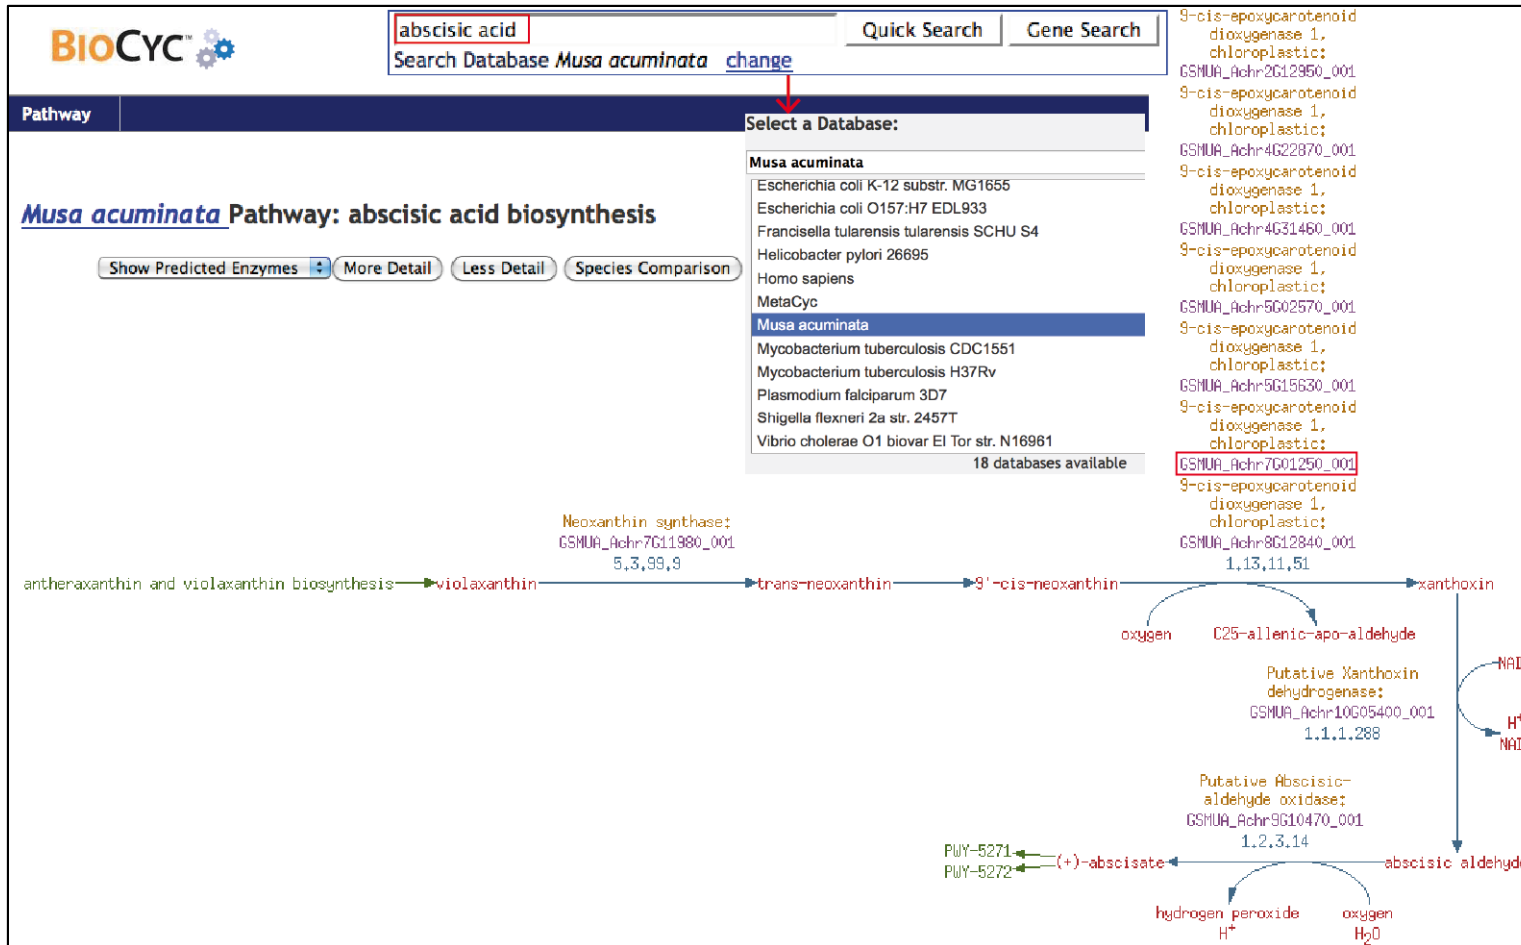 BIOCYC™
abscisic acid
Quick Search
Gene Search
Search Database Musa acuminata change
Pathway
Select a Database:
Musa acuminata
Escherichia coli K-12 substr. MG1655
Escherichia coli O157:H7 EDL933
Francisella tularensis tularensis SCHU S4
Helicobacter pylori 26695
Homo sapiens
MetaCyc
Musa acuminata
Mycobacterium tuberculosis CDC1551
Mycobacterium tuberculosis H37Rv
Plasmodium falciparum 3D7
Shigella flexneri 2a str. 2457T
Vibrio cholerae O1 biovar El Tor str. N16961
18 databases available
Musa acuminata Pathway: abscisic acid biosynthesis
Show Predicted Enzymes
More Detail
Less Detail
Species Comparison
9-cis-epoxycarotenoid
dioxygenase 1,
chloroplastic:
GSMUA_Achr2G12950_001
9-cis-epoxycarotenoid
dioxygenase 1,
chloroplastic:
GSMUA_Achr4G22870_001
9-cis-epoxycarotenoid
dioxygenase 1,
chloroplastic:
GSMUA_Achr4G31460_001
9-cis-epoxycarotenoid
dioxygenase 1,
chloroplastic:
GSMUA_Achr5G02570_001
9-cis-epoxycarotenoid
dioxygenase 1,
chloroplastic:
GSMUA_Achr5G15630_001
9-cis-epoxycarotenoid
dioxygenase 1,
chloroplastic:
GSMUA_Achr7G01250_001
9-cis-epoxycarotenoid
dioxygenase 1,
chloroplastic:
GSMUA_Achr8G12840_001
1.13.11.51
Neoxanthin synthase:
GSMUA_Achr7G11980_001
5.3.99.9
antheraxanthin and violaxanthin biosynthesis
violaxanthin
trans-neoxanthin
9'-cis-neoxanthin
xanthoxin
oxygen
C25-allenic-apo-aldehyde
Putative Xanthoxin
dehydrogenase:
GSMUA_Achr10G05400_001
1.1.1.288
NAD
H+
NAD
Putative Abscisic-
aldehyde oxidase:
GSMUA_Achr9G10470_001
1.2.3.14
PWY-5271
PWY-5272
(+)-abscisate
abscisic aldehyde
hydrogen peroxide
H+
oxygen
H2O